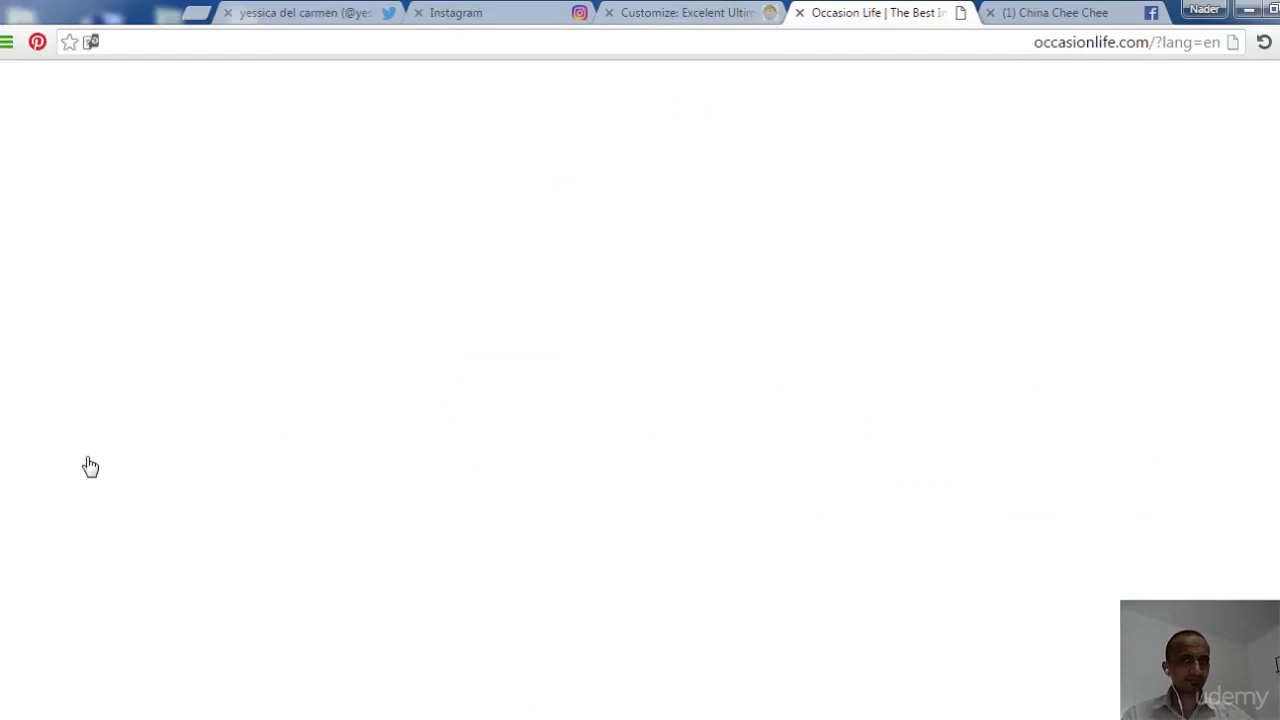 yessica del carmen (@yes
Instagram
Customize: Excelent Ultim
Occasion Life | The Best In
(1) China Chee Chee
Nader
occasionlife.com/?lang=en
udemy